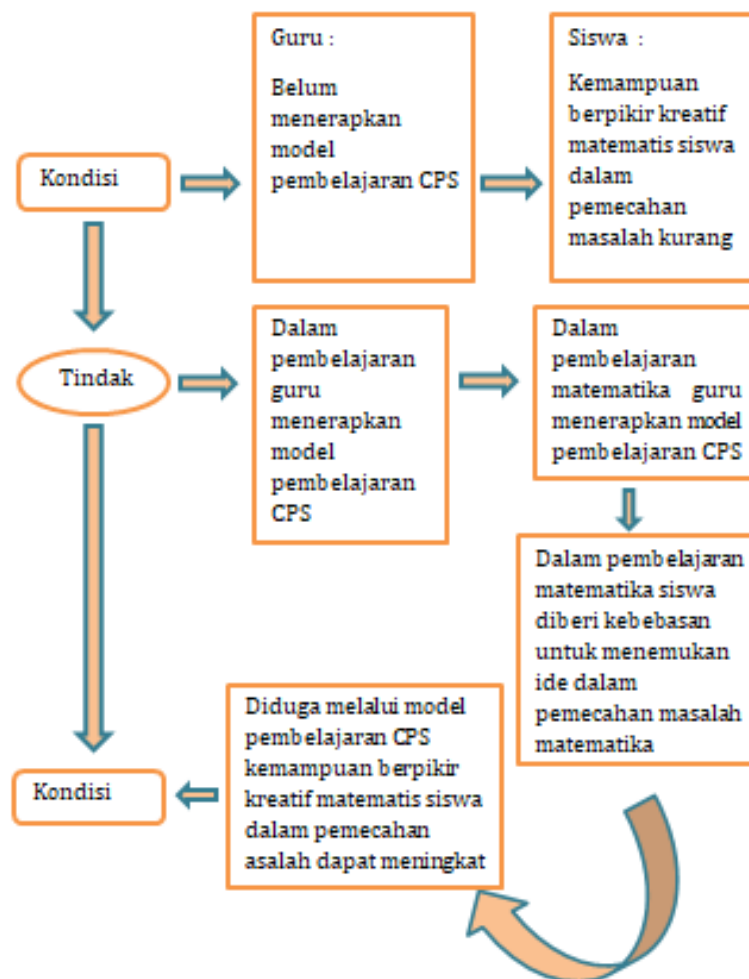 Guru :
Belum
menerapkan
model
pembelajaran CPS
Siswa :
Kemampuan
berpikir kreatif
matematis siswa
dalam
pemecahan
masalah kurang
Kondisi
Tindak
Dalam
pembelajaran
guru
menerapkan
model
pembelajaran
CPS
Dalam
pembelajaran
matematika guru
menerapkan model
pembelajaran CPS
Dalam pembelajaran
matematika siswa
diberi kebebasan
untuk menemukan
ide dalam
pemecahan masalah
matematika
Diduga melalui model
pembelajaran CPS
kemampuan berpikir
kreatif matematis siswa
dalam pemecahan
asalah dapat meningkat
Kondisi